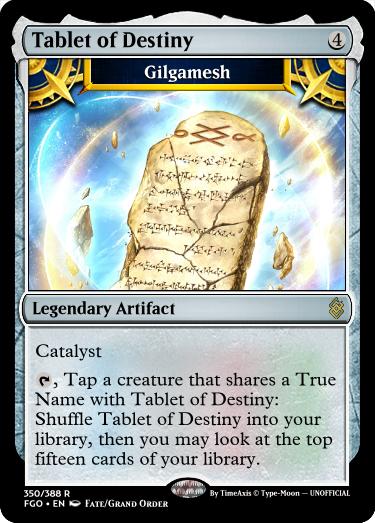 Tablet of Destiny 4
Gilgamesh
Legendary Artifact
Catalyst
, Tap a creature that shares a True
Name with Tablet of Destiny:
Shuffle Tablet of Destiny into your
library, then you may look at the top
fifteen cards of your library.
350/388 R
FGO • EN Fate/Grand Order
By TimeAxis © Type-Moon — UNOFFICIAL